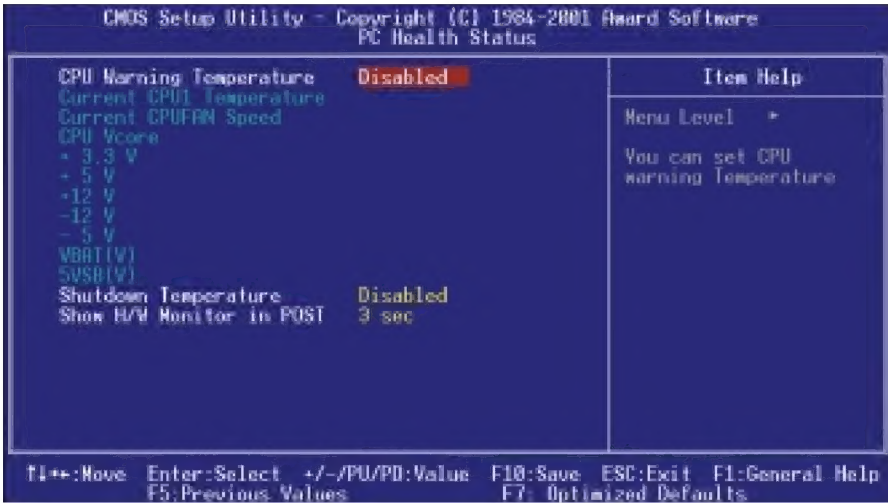 CMOS Setup Utility - Copyright (C) 1984-2001 Award Software
PC Health Status
CPU Warning Temperature Disabled
Current CPU1 Temperature
Current CPUFAN Speed
CPU Vcore
+ 3.3 V
+ 5 V
+12 V
-12 V
- 5 V
VBAT(V)
5VSB(V)
Shutdown Temperature Disabled
Show H/W Monitor in POST 3 sec
Item Help
Menu Level ►
You can set CPU
warning Temperature
↑↓→←:Move Enter:Select +/-/PU/PD:Value F10:Save ESC:Exit F1:General Help
F5:Previous Values F7: Optimized Defaults